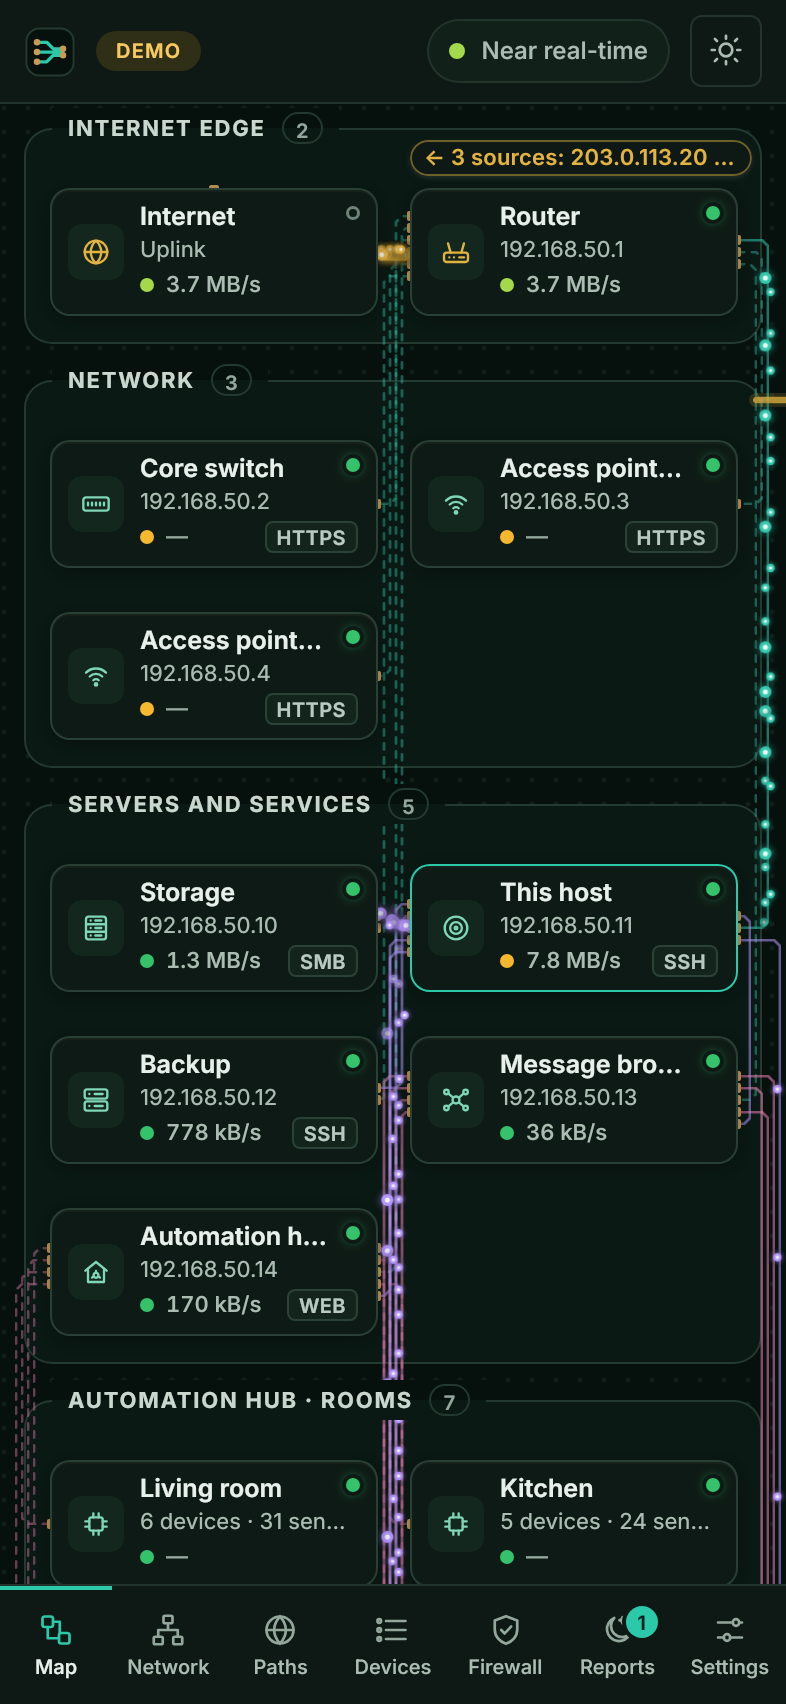 DEMO
Near real-time
INTERNET EDGE 2
← 3 sources: 203.0.113.20 ...
Internet
Uplink
3.7 MB/s
Router
192.168.50.1
3.7 MB/s
NETWORK 3
Core switch
192.168.50.2
— HTTPS
Access point...
192.168.50.3
— HTTPS
Access point...
192.168.50.4
— HTTPS
SERVERS AND SERVICES 5
Storage
192.168.50.10
1.3 MB/s SMB
This host
192.168.50.11
7.8 MB/s SSH
Backup
192.168.50.12
778 kB/s SSH
Message bro...
192.168.50.13
36 kB/s
Automation h...
192.168.50.14
170 kB/s WEB
AUTOMATION HUB · ROOMS 7
Living room
6 devices · 31 sen...
—
Kitchen
5 devices · 24 sen...
—
Map
Network
Paths
Devices
Firewall
1
Reports
Settings